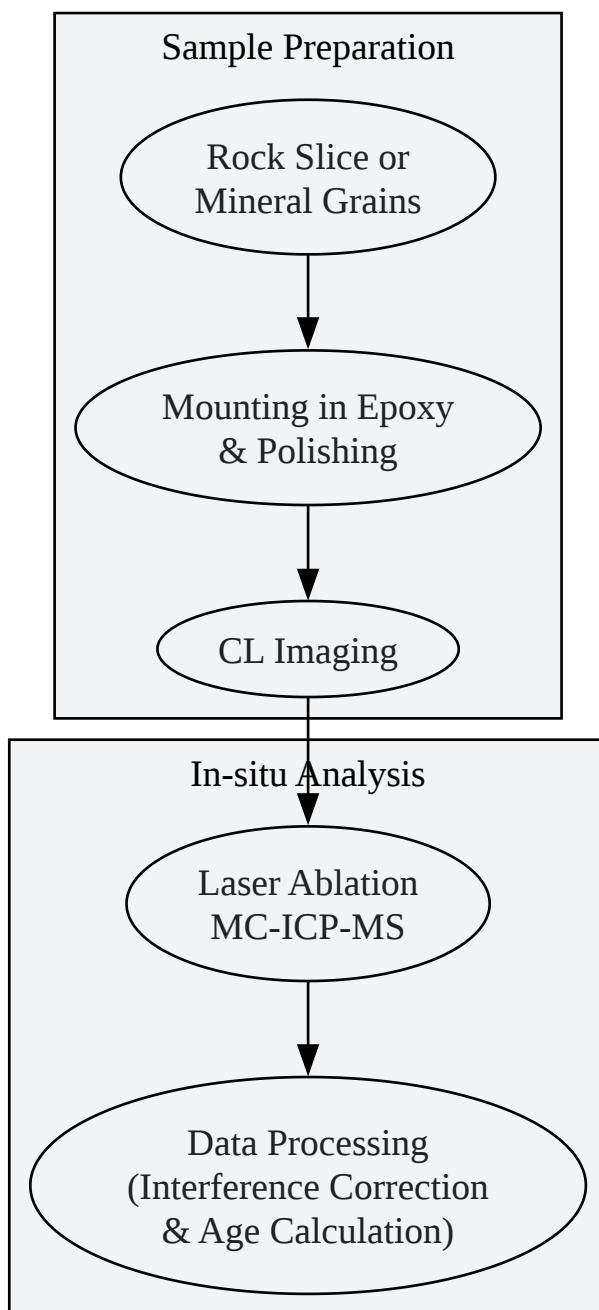 Sample Preparation
Rock Slice or
Mineral Grains
Mounting in Epoxy
& Polishing
CL Imaging
In-situ Analysis
Laser Ablation
MC-ICP-MS
Data Processing
(Interference Correction
& Age Calculation)